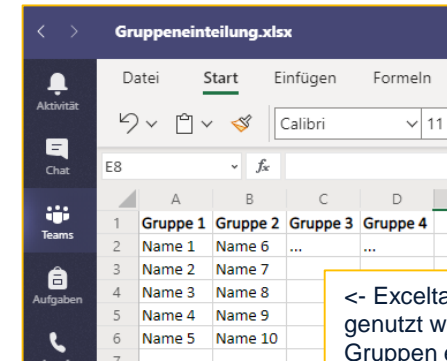 Gruppeneinteilung.xlsx
Datei Start Einfügen Formeln
Aktivität
Calibri 11
Chat
E8 fx
A B C D
1 Gruppe 1 Gruppe 2 Gruppe 3 Gruppe 4
Teams
2 Name 1 Name 6 ... ...
3 Name 2 Name 7
Aufgaben
4 Name 3 Name 8
5 Name 4 Name 9
6 Name 5 Name 10
<- Excelta
genutzt w
Gruppen